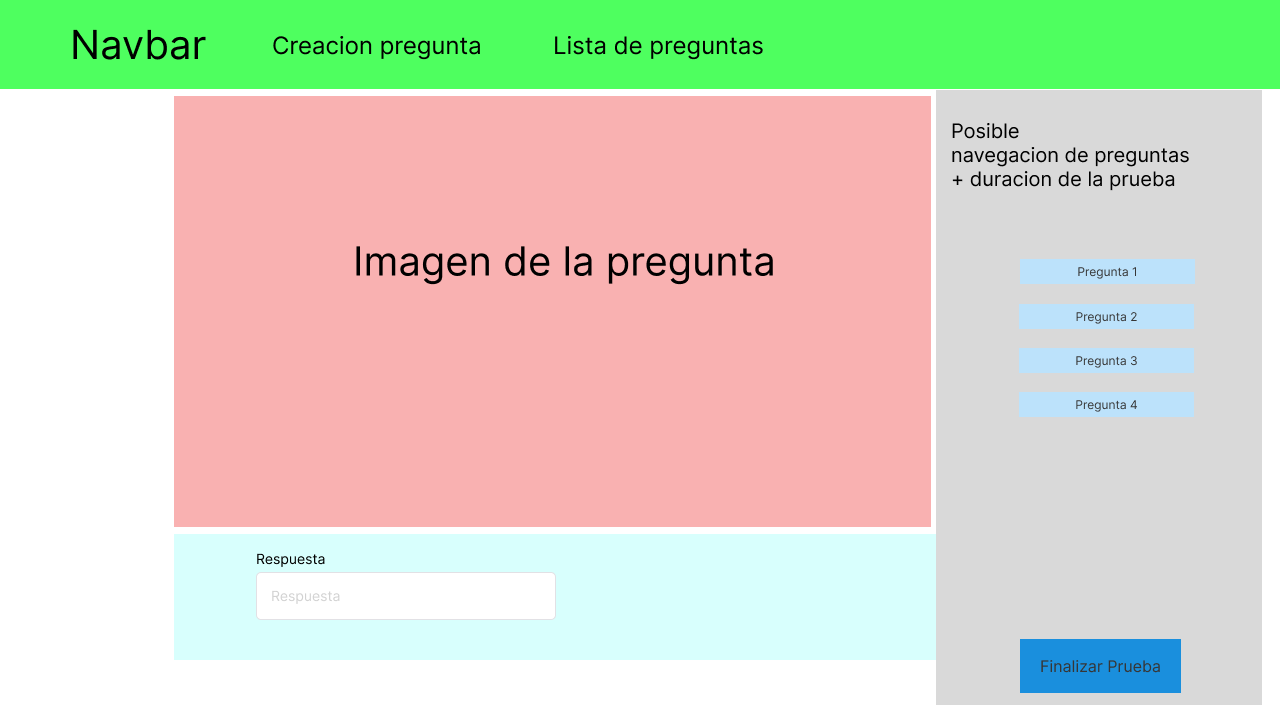 Navbar
Creacion pregunta
Lista de preguntas
Imagen de la pregunta
Respuesta
Respuesta
Posible
navegacion de preguntas
+ duracion de la prueba
Pregunta 1
Pregunta 2
Pregunta 3
Pregunta 4
Finalizar Prueba